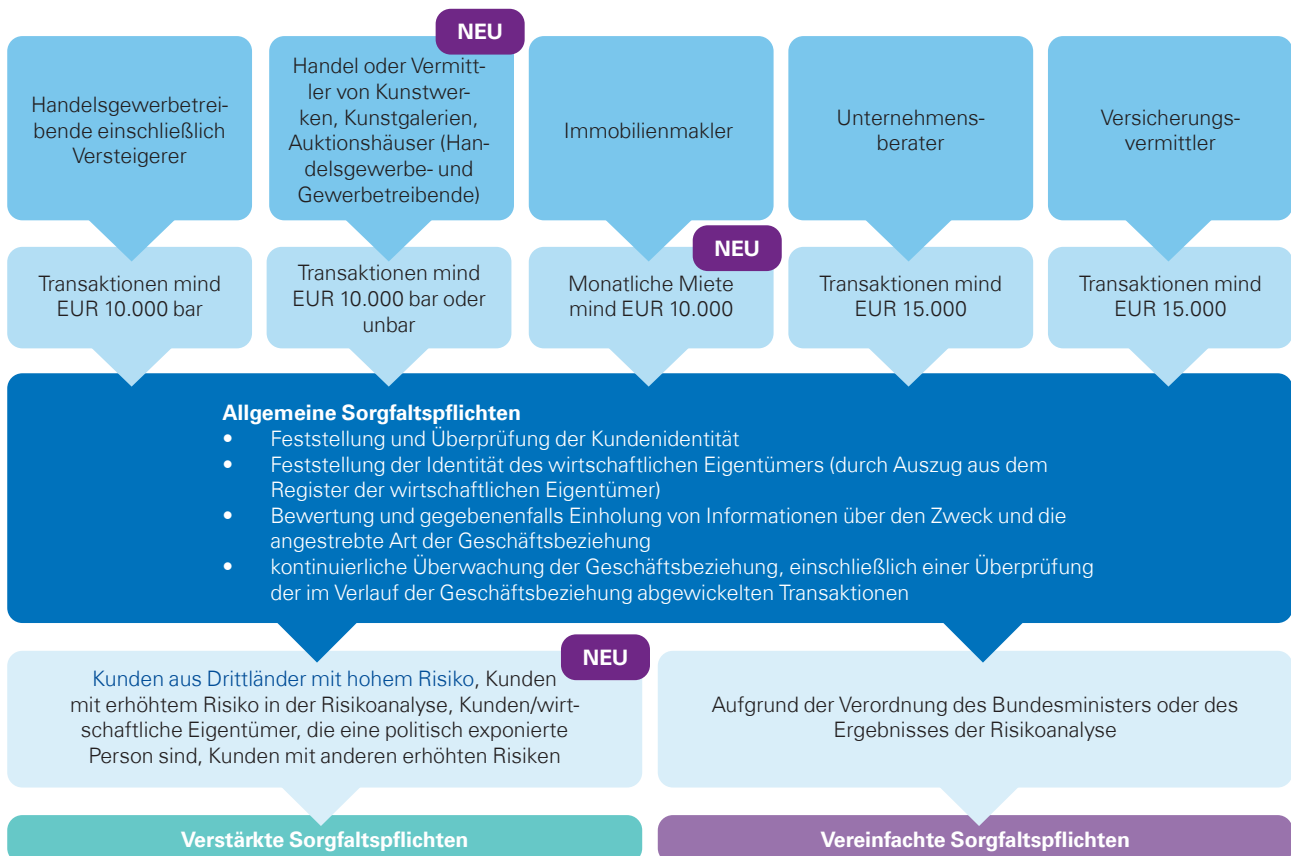 NEU
Handelsgewerbetrei-
bende einschließlich
Versteigerer
Handel oder Vermitt-
ler von Kunstwer-
ken, Kunstgalerien,
Auktionshäuser (Han-
delsgewerbe- und
Gewerbetreibende)
Immobilienmakler
Unternehmens-
berater
Versicherungs-
vermittler
NEU
Transaktionen mind
EUR 10.000 bar
Transaktionen mind
EUR 10.000 bar oder
unbar
Monatliche Miete
mind EUR 10.000
Transaktionen mind
EUR 15.000
Transaktionen mind
EUR 15.000
Allgemeine Sorgfaltspflichten
• Feststellung und Überprüfung der Kundenidentität
• Feststellung der Identität des wirtschaftlichen Eigentümers (durch Auszug aus dem
Register der wirtschaftlichen Eigentümer)
• Bewertung und gegebenenfalls Einholung von Informationen über den Zweck und die
angestrebte Art der Geschäftsbeziehung
• kontinuierliche Überwachung der Geschäftsbeziehung, einschließlich einer Überprüfung
der im Verlauf der Geschäftsbeziehung abgewickelten Transaktionen
NEU
Kunden aus Drittländer mit hohem Risiko, Kunden
mit erhöhtem Risiko in der Risikoanalyse, Kunden/wirt-
schaftliche Eigentümer, die eine politisch exponierte
Person sind, Kunden mit anderen erhöhten Risiken
Aufgrund der Verordnung des Bundesministers oder des
Ergebnisses der Risikoanalyse
Verstärkte Sorgfaltspflichten
Vereinfachte Sorgfaltspflichten